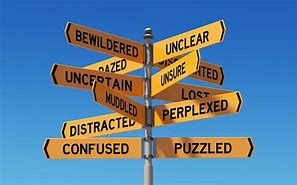 BEWILDERED
UNCLEAR
UNSURE
UNCERTAIN
MUDDLED
LOST
PERPLEXED
DISTRACTED
CONFUSED
PUZZLED